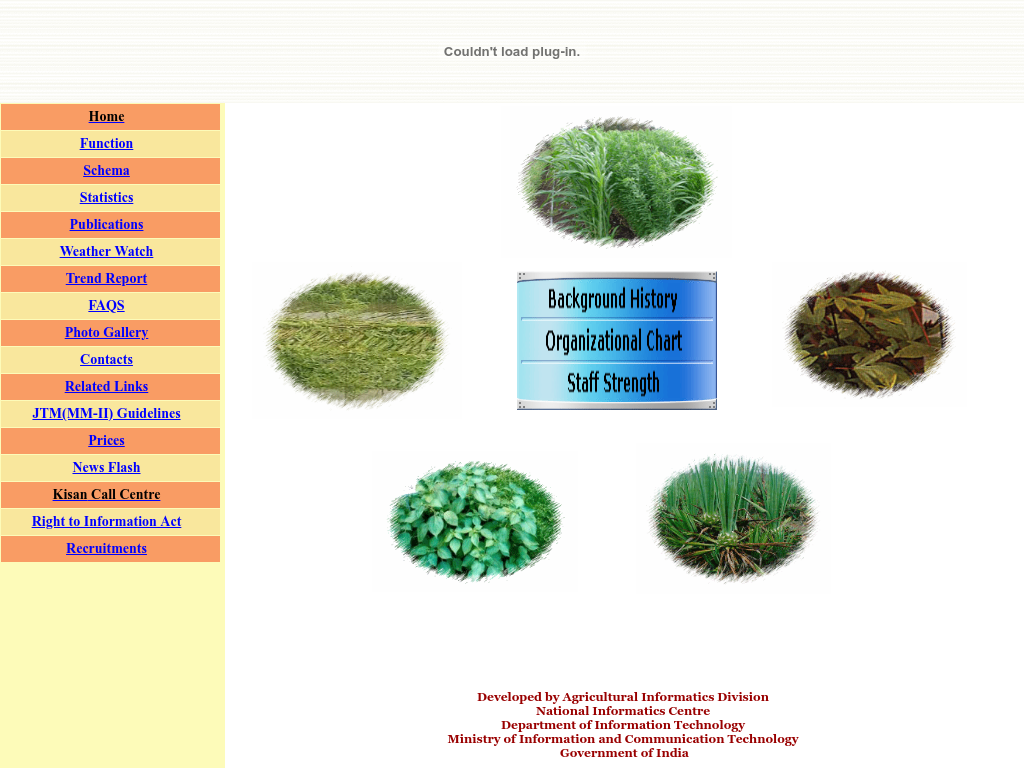 Couldn't load plug-in.
Home
Function
Schema
Statistics
Publications
Weather Watch
Trend Report
FAQS
Photo Gallery
Contacts
Related Links
JTM(MM-II) Guidelines
Prices
News Flash
Kisan Call Centre
Right to Information Act
Recruitments
Background History
Organizational Chart
Staff Strength
Developed by Agricultural Informatics Division
National Informatics Centre
Department of Information Technology
Ministry of Information and Communication Technology
Government of India